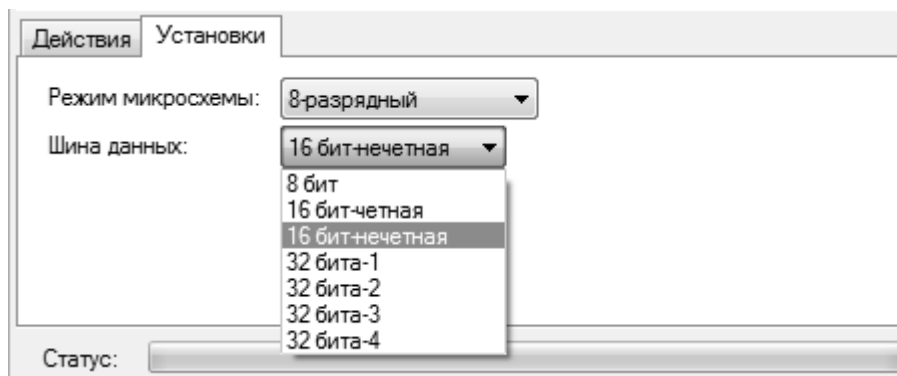 Действия Установки
Режим микросхемы: 8-разрядный
Шина данных: 16 бит-нечетная
8 бит
16 бит-четная
16 бит-нечетная
32 бита-1
32 бита-2
32 бита-3
32 бита-4
Статус: